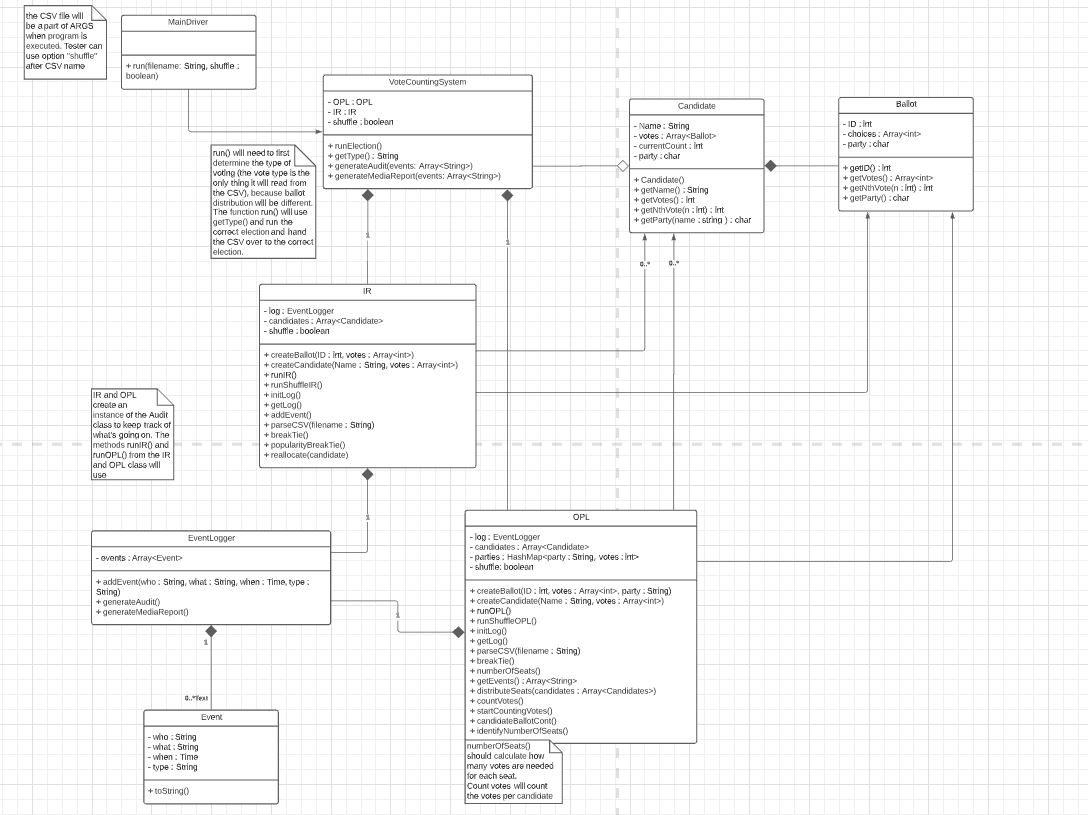 the CSV file will
be a part of ARGS
when program is
executed. Tester can
use option "shuffle"
after CSV name
MainDriver
+ run(filename: String, shuffle :
boolean)
VoteCountingSystem
- OPL : OPL
- IR : IR
- shuffle : boolean
+ runElection()
+ getType() : String
+ generateAudit(events: Array<String>)
+ generateMediaReport(events: Array<String>)
Candidate
- Name : String
- votes : Array<Ballot>
- currentCount : int
- party : char
+ Candidate()
+ getName() : String
+ getVotes() : int
+ getNthVote(n : int) : int
+ getParty(name : string ) : char
Ballot
- ID : int
- choices : Array<int>
- party : char
+ getID() : int
+ getVotes() : Array<int>
+ getNthVote(n : int) : int
+ getParty() : char
run() will need to first
determine the type of
voting (the vote type is the
only thing it will read from
the CSV), because ballot
distribution will be different.
The function run() will use
getType() and run the
correct election and hand
the CSV over to the correct
election.
1
1
0..*
0..*
IR
- log : EventLogger
- candidates : Array<Candidate>
- shuffle : boolean
+ createBallot(ID : int, votes : Array<int>)
+ createCandidate(Name : String, votes : Array<int>)
+ runIR()
+ runShuffleIR()
+ initLog()
+ getLog()
+ addEvent()
+ parseCSV(filename : String)
+ breakTie()
+ popularityBreakTie()
+ reallocate(candidate)
IR and OPL
create an
instance of the Audit
class to keep track of
what's going on. The
methods runIR() and
runOPL() from the IR
and OPL class will
use
1
EventLogger
- events : Array<Event>
+ addEvent(who : String, what : String, when : Time, type :
String)
+ generateAudit()
+ generateMediaReport()
1
1
0..*Text
Event
- who : String
- what : String
- when : Time
- type : String
+ toString()
OPL
- log : EventLogger
- candidates : Array<Candidate>
- parties : HashMap<party : String, votes : int>
- shuffle: boolean
+ createBallot(ID : int, votes : Array<int>, party : String)
+ createCandidate(Name : String, votes : Array<int>)
+ runOPL()
+ runShuffleOPL()
+ initLog()
+ getLog()
+ parseCSV(filename : String)
+ breakTie()
+ numberOfSeats()
+ getEvents() : Array<String>
+ distributeSeats(candidates : Array<Candidates>)
+ countVotes()
+ startCountingVotes()
+ candidateBallotCont()
+ identifyNumberOfSeats()
numberOfSeats()
should calculate how
many votes are needed
for each seat.
Count votes will count
the votes per candidate